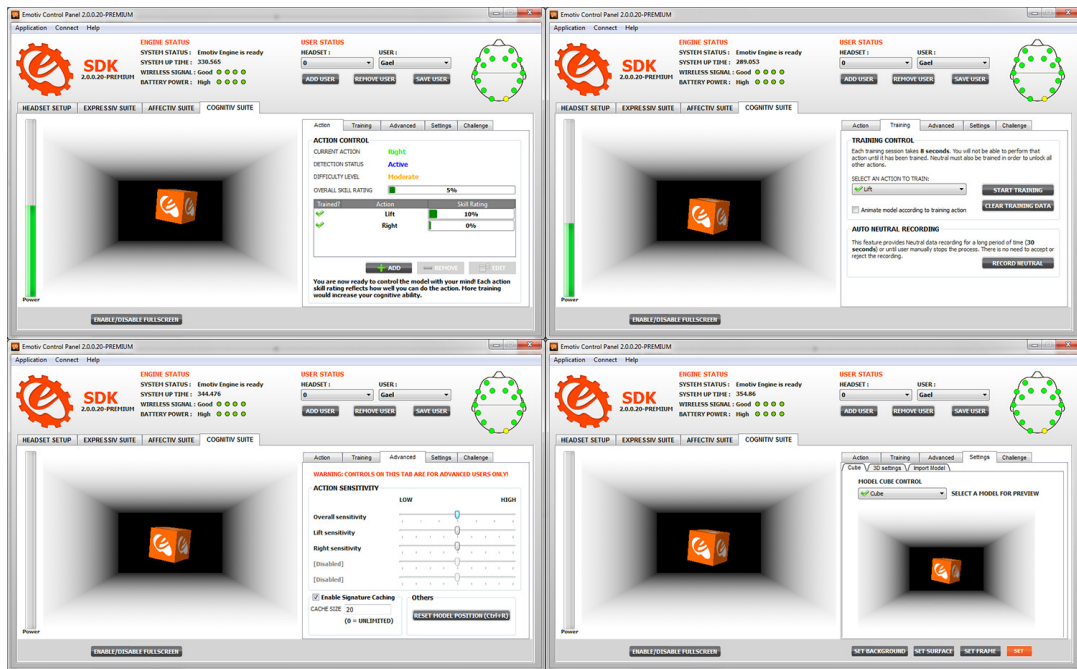 Emotiv Control Panel 2.0.0.20-PREMIUM
Application Connect Help
SDK
2.0.0.20-PREMIUM
ENGINE STATUS
SYSTEM STATUS : Emotiv Engine is ready
SYSTEM UP TIME : 330.565
WIRELESS SIGNAL : Good
BATTERY POWER : High
USER STATUS
HEADSET : USER :
0 Gael
ADD USER REMOVE USER SAVE USER
HEADSET SETUP EXPRESSIV SUITE AFFECTIV SUITE COGNITIV SUITE
Power
Action Training Advanced Settings Challenge
ACTION CONTROL
CURRENT ACTION Right
DETECTION STATUS Active
DIFFICULTY LEVEL Moderate
OVERALL SKILL RATING 5%
Trained? Action Skill Rating
Lift 10%
Right 0%
ADD REMOVE EDIT
You are now ready to control the model with your mind! Each action
skill rating reflects how well you can do the action. More training
would increase your cognitive ability.
ENABLE/DISABLE FULLSCREEN
Emotiv Control Panel 2.0.0.20-PREMIUM
Application Connect Help
SDK
2.0.0.20-PREMIUM
ENGINE STATUS
SYSTEM STATUS : Emotiv Engine is ready
SYSTEM UP TIME : 289.053
WIRELESS SIGNAL : Good
BATTERY POWER : High
USER STATUS
HEADSET : USER :
0 Gael
ADD USER REMOVE USER SAVE USER
HEADSET SETUP EXPRESSIV SUITE AFFECTIV SUITE COGNITIV SUITE
Power
Action Training Advanced Settings Challenge
TRAINING CONTROL
Each training session takes 8 seconds. You will not be able to perform that
action until it has been trained. Neutral must also be trained in order to unlock all
other actions.
SELECT AN ACTION TO TRAIN:
Lift START TRAINING
Animate model according to training action CLEAR TRAINING DATA
AUTO NEUTRAL RECORDING
This feature provides Neutral data recording for a long period of time (30
seconds) or until user manually stops the process. There is no need to accept or
reject the recording.
RECORD NEUTRAL
ENABLE/DISABLE FULLSCREEN
Emotiv Control Panel 2.0.0.20-PREMIUM
Application Connect Help
SDK
2.0.0.20-PREMIUM
ENGINE STATUS
SYSTEM STATUS : Emotiv Engine is ready
SYSTEM UP TIME : 344.476
WIRELESS SIGNAL : Good
BATTERY POWER : High
USER STATUS
HEADSET : USER :
0 Gael
ADD USER REMOVE USER SAVE USER
HEADSET SETUP EXPRESSIV SUITE AFFECTIV SUITE COGNITIV SUITE
Power
Action Training Advanced Settings Challenge
WARNING: CONTROLS ON THIS TAB ARE FOR ADVANCED USERS ONLY!
ACTION SENSITIVITY
LOW HIGH
Overall sensitivity
Lift sensitivity
Right sensitivity
[Disabled]
[Disabled]
Enable Signature Caching
CACHE SIZE 20
(0 = UNLIMITED)
Others
RESET MODEL POSITION (Ctrl+R)
ENABLE/DISABLE FULLSCREEN
Emotiv Control Panel 2.0.0.20-PREMIUM
Application Connect Help
SDK
2.0.0.20-PREMIUM
ENGINE STATUS
SYSTEM STATUS : Emotiv Engine is ready
SYSTEM UP TIME : 354.86
WIRELESS SIGNAL : Good
BATTERY POWER : High
USER STATUS
HEADSET : USER :
0 Gael
ADD USER REMOVE USER SAVE USER
HEADSET SETUP EXPRESSIV SUITE AFFECTIV SUITE COGNITIV SUITE
Power
Action Training Advanced Settings Challenge
Cube 3D settings Import Model
MODEL CUBE CONTROL
Cube SELECT A MODEL FOR PREVIEW
ENABLE/DISABLE FULLSCREEN
SET BACKGROUND SET SURFACE SET FRAME SET